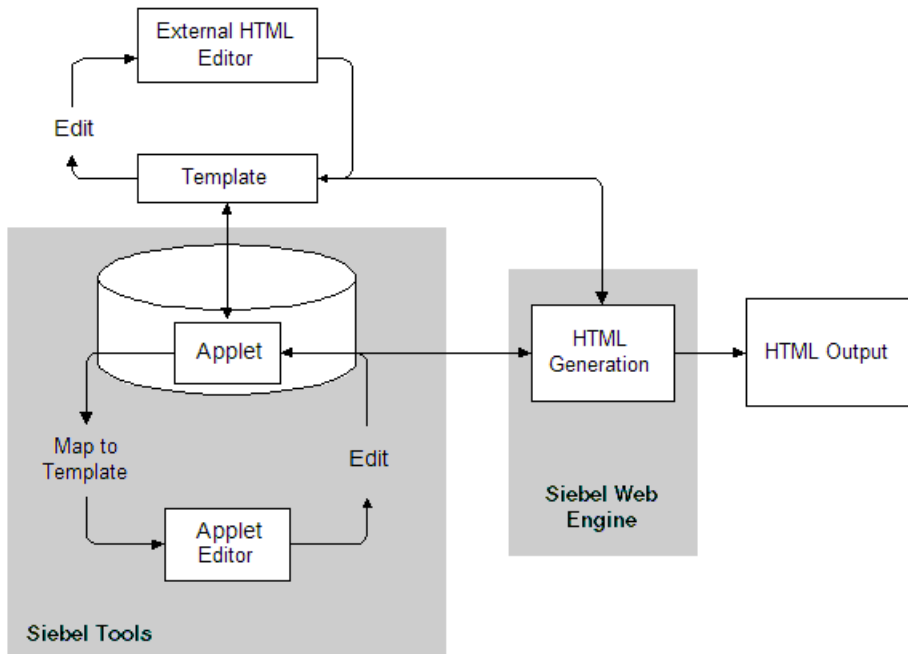 External HTML
Editor
Edit
Template
Applet
HTML
Generation
HTML Output
Map to
Template
Edit
Applet
Editor
Siebel Web
Engine
Siebel Tools